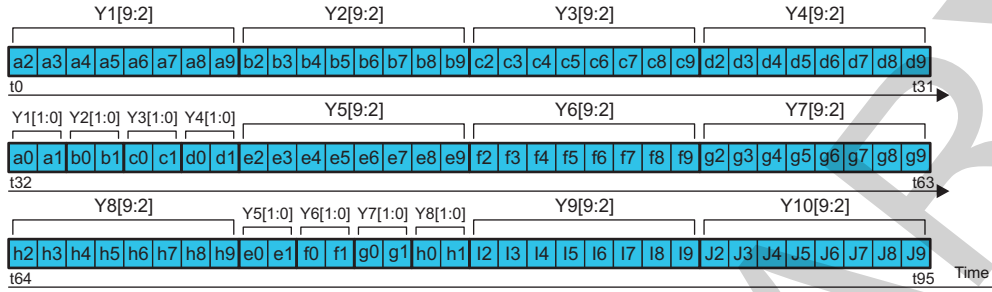 Y1[9:2] Y2[9:2] Y3[9:2] Y4[9:2]
a2 a3 a4 a5 a6 a7 a8 a9 b2 b3 b4 b5 b6 b7 b8 b9 c2 c3 c4 c5 c6 c7 c8 c9 d2 d3 d4 d5 d6 d7 d8 d9
t0 t31
Y1[1:0] Y2[1:0] Y3[1:0] Y4[1:0] Y5[9:2] Y6[9:2] Y7[9:2]
a0 a1 b0 b1 c0 c1 d0 d1 e2 e3 e4 e5 e6 e7 e8 e9 f2 f3 f4 f5 f6 f7 f8 f9 g2 g3 g4 g5 g6 g7 g8 g9
t32 t63
Y8[9:2] Y5[1:0] Y6[1:0] Y7[1:0] Y8[1:0] Y9[9:2] Y10[9:2]
h2 h3 h4 h5 h6 h7 h8 h9 e0 e1 f0 f1 g0 g1 h0 h1 I2 I3 I4 I5 I6 I7 I8 I9 J2 J3 J4 J5 J6 J7 J8 J9
t64 t95 Time